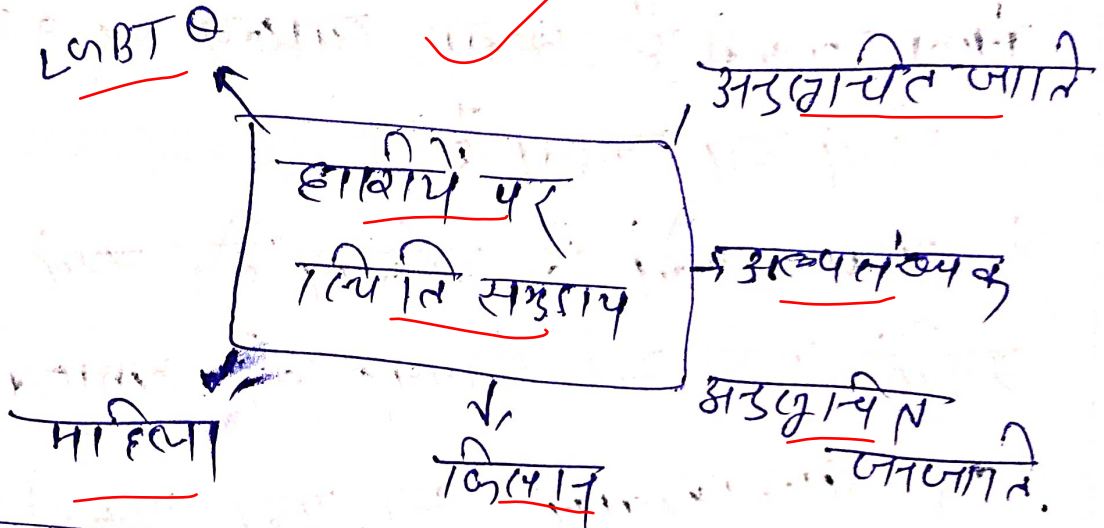 LGBTQ
अनुसूचित जाति
हाशिये पर
स्थिति समुदाय
अल्पसंख्यक
अनुसूचित
जनजाति.
महिला
किसान